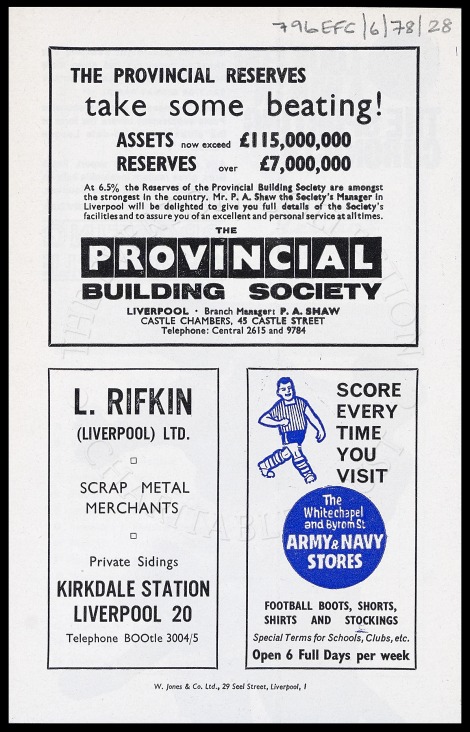 796EFC/6/78/28
THE PROVINCIAL RESERVES
take some beating!
ASSETS now exceed £115,000,000
RESERVES over £7,000,000
At 6.5% the Reserves of the Provincial Building Society are amongst
the strongest in the country. Mr. P. A. Shaw the Society's Manager in
Liverpool will be delighted to give you full details of the Society's
facilities and to assure you of an excellent and personal service at all times.
THE
PROVINCIAL
BUILDING SOCIETY
LIVERPOOL • Branch Manager: P. A. SHAW
CASTLE CHAMBERS, 45 CASTLE STREET
Telephone: Central 2615 and 9784
L. RIFKIN
(LIVERPOOL) LTD.
SCRAP METAL
MERCHANTS
Private Sidings
KIRKDALE STATION
LIVERPOOL 20
Telephone BOOtle 3004/5
SCORE
EVERY
TIME
YOU
VISIT
The
Whitechapel
and Byrom St
ARMY & NAVY
STORES
FOOTBALL BOOTS, SHORTS,
SHIRTS AND STOCKINGS
Special Terms for Schools, Clubs, etc.
Open 6 Full Days per week
W. Jones & Co. Ltd., 29 Seel Street, Liverpool, 1